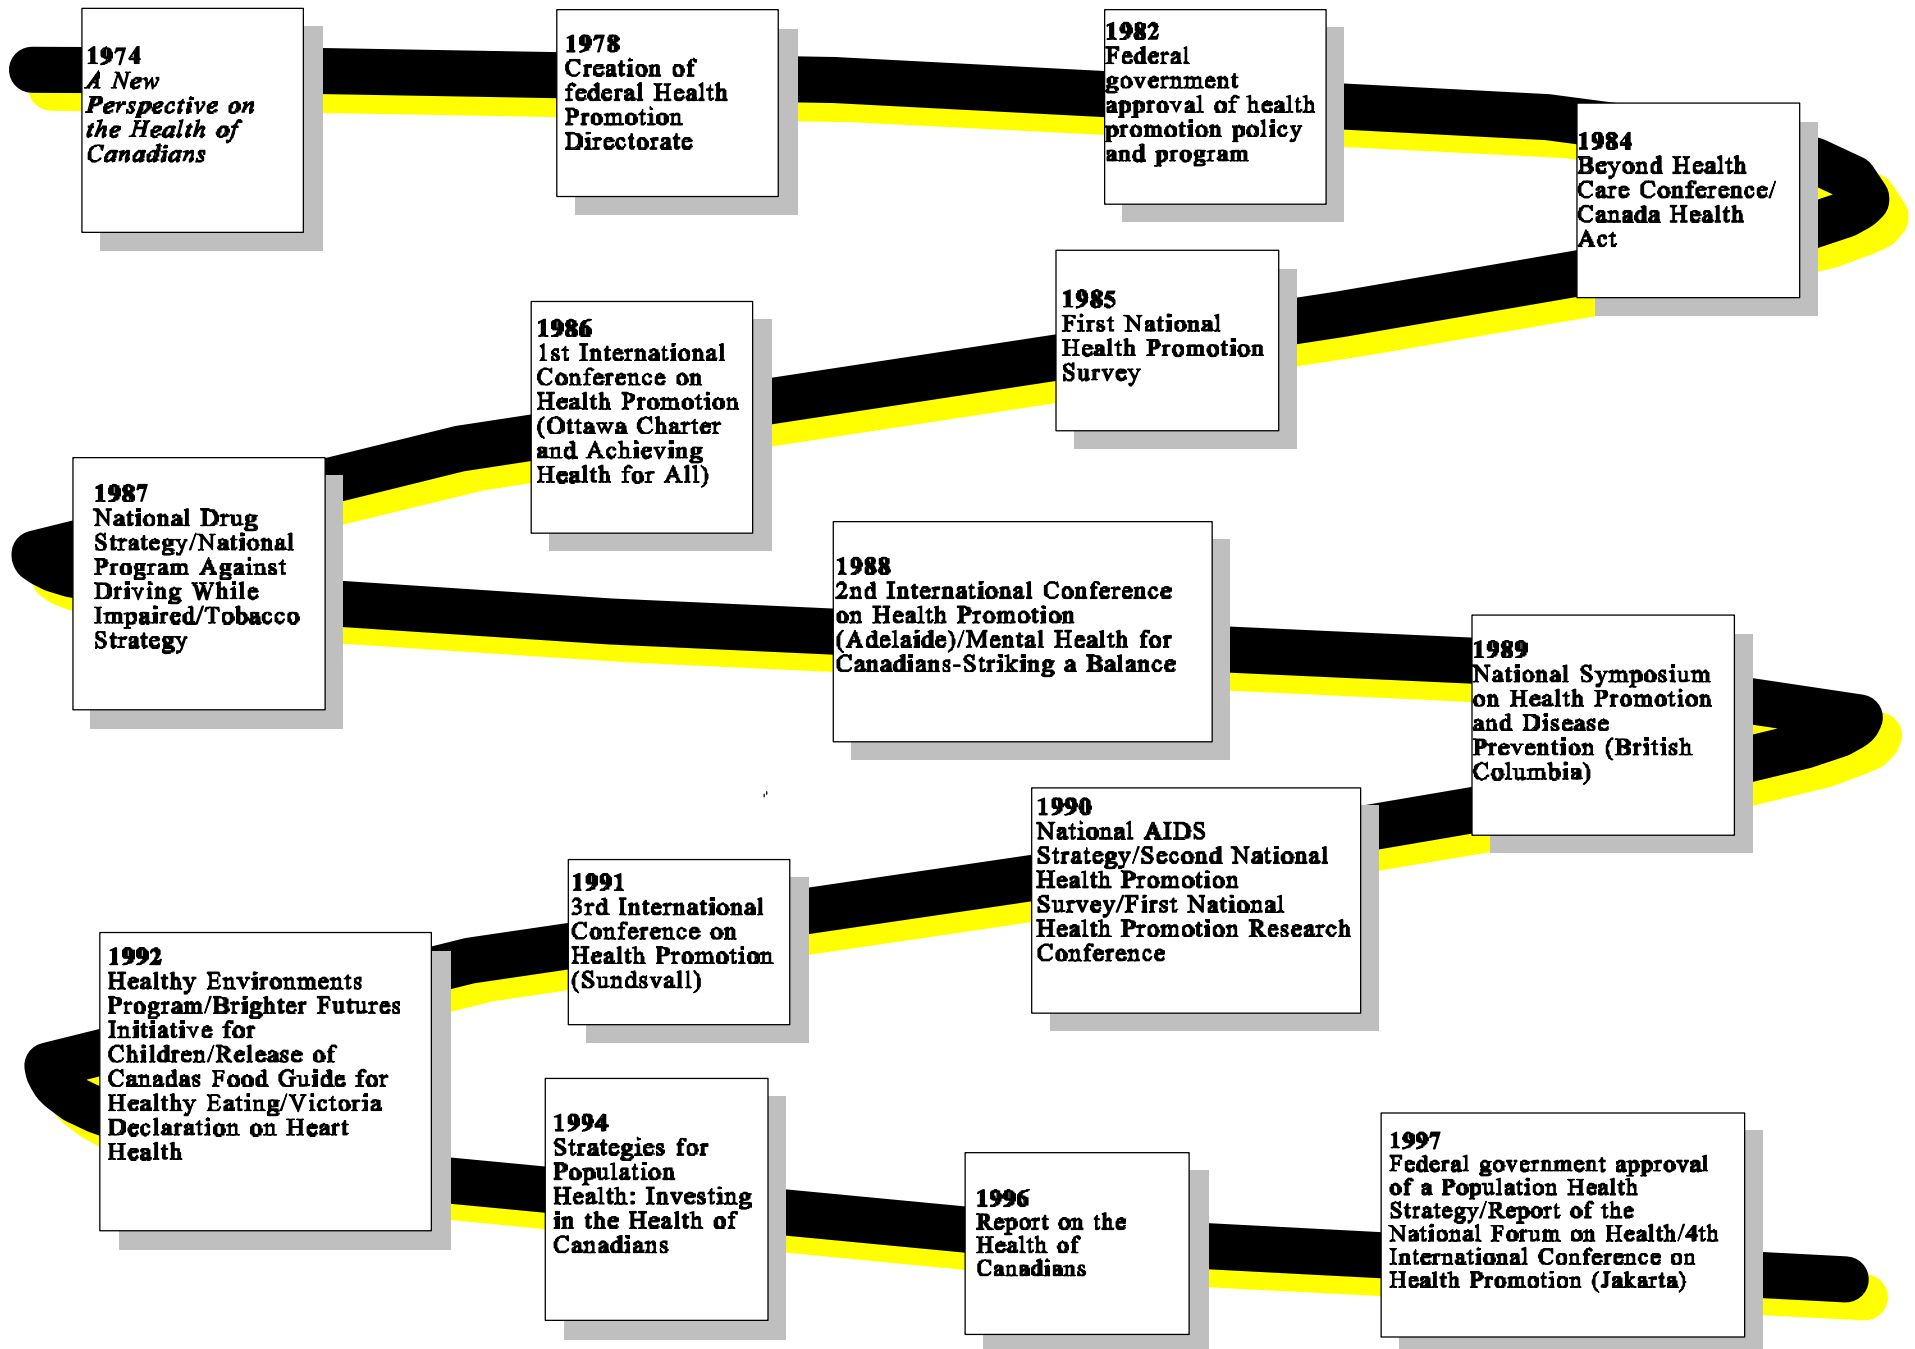 1974
A New
Perspective on
the Health of
Canadians
1978
Creation of
federal Health
Promotion
Directorate
1982
Federal
government
approval of health
promotion policy
and program
1984
Beyond Health
Care Conference/
Canada Health
Act
1985
First National
Health Promotion
Survey
1986
1st International
Conference on
Health Promotion
(Ottawa Charter
and Achieving
Health for All)
1987
National Drug
Strategy/National
Program Against
Driving While
Impaired/Tobacco
Strategy
1988
2nd International Conference
on Health Promotion
(Adelaide)/Mental Health for
Canadians-Striking a Balance
1989
National Symposium
on Health Promotion
and Disease
Prevention (British
Columbia)
1990
National AIDS
Strategy/Second National
Health Promotion
Survey/First National
Health Promotion Research
Conference
1991
3rd International
Conference on
Health Promotion
(Sundsvall)
1992
Healthy Environments
Program/Brighter Futures
Initiative for
Children/Release of
Canadas Food Guide for
Healthy Eating/Victoria
Declaration on Heart
Health
1994
Strategies for
Population
Health: Investing
in the Health of
Canadians
1996
Report on the
Health of
Canadians
1997
Federal government approval
of a Population Health
Strategy/Report of the
National Forum on Health/4th
International Conference on
Health Promotion (Jakarta)